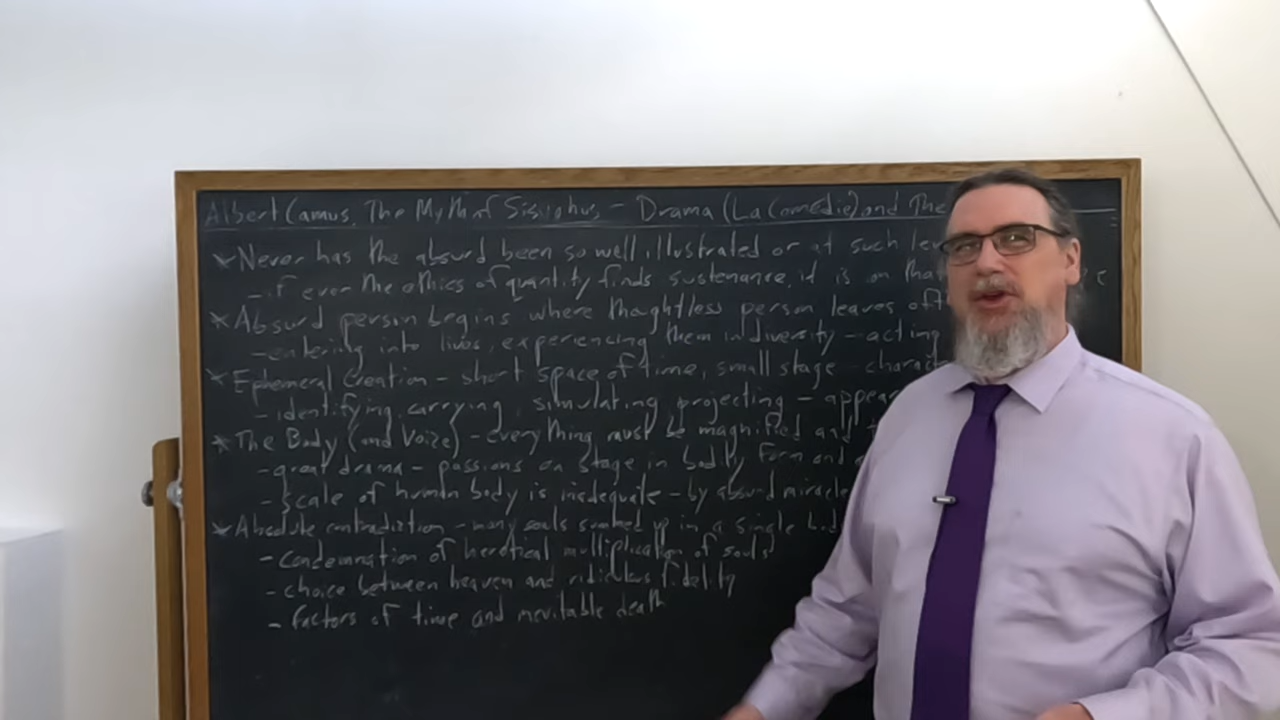 Albert Camus, The Myth of Sisyphus - Drama (La Comédie) and The
* Never has the absurd been so well illustrated or at such
- if ever the ethics of quantity finds sustenance, it is on that
* Absurd person begins where thoughtless person leaves off
- entering into lives, experiencing them in diversity - acting
* Ephemeral Creation - short space of time, small stage - 
- identifying, carrying, simulating, projecting - 
* The Body (and Voice) - everything must be magnified and
- great drama - passions on stage in bodily form and
- scale of human body is inadequate - by absurd miracle
* Absolute contradiction - many souls summed up in a single
- condemnation of heretical multiplication of souls
- choice between heaven and ridiculous fidelity
- factors of time and inevitable death